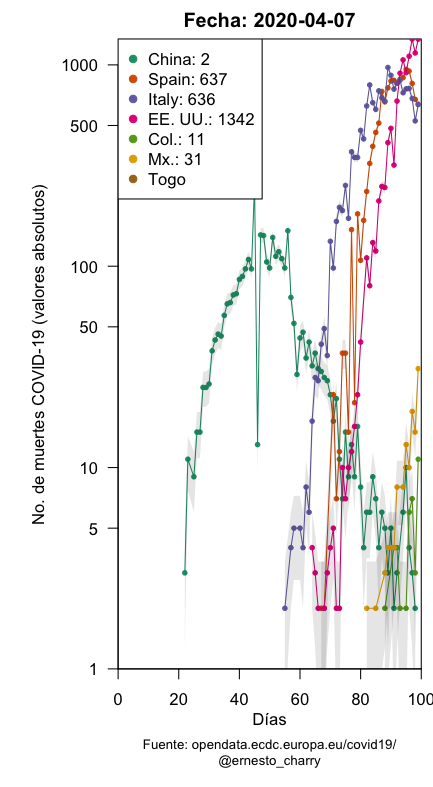 Fecha: 2020-04-07
China: 2
Spain: 637
Italy: 636
EE. UU.: 1342
Col.: 11
Mx.: 31
Togo
No. de muertes COVID-19 (valores absolutos)
1000
500
100
50
10
5
1
0 20 40 60 80 100
Días
Fuente: opendata.ecdc.europa.eu/covid19/
@ernesto_charry